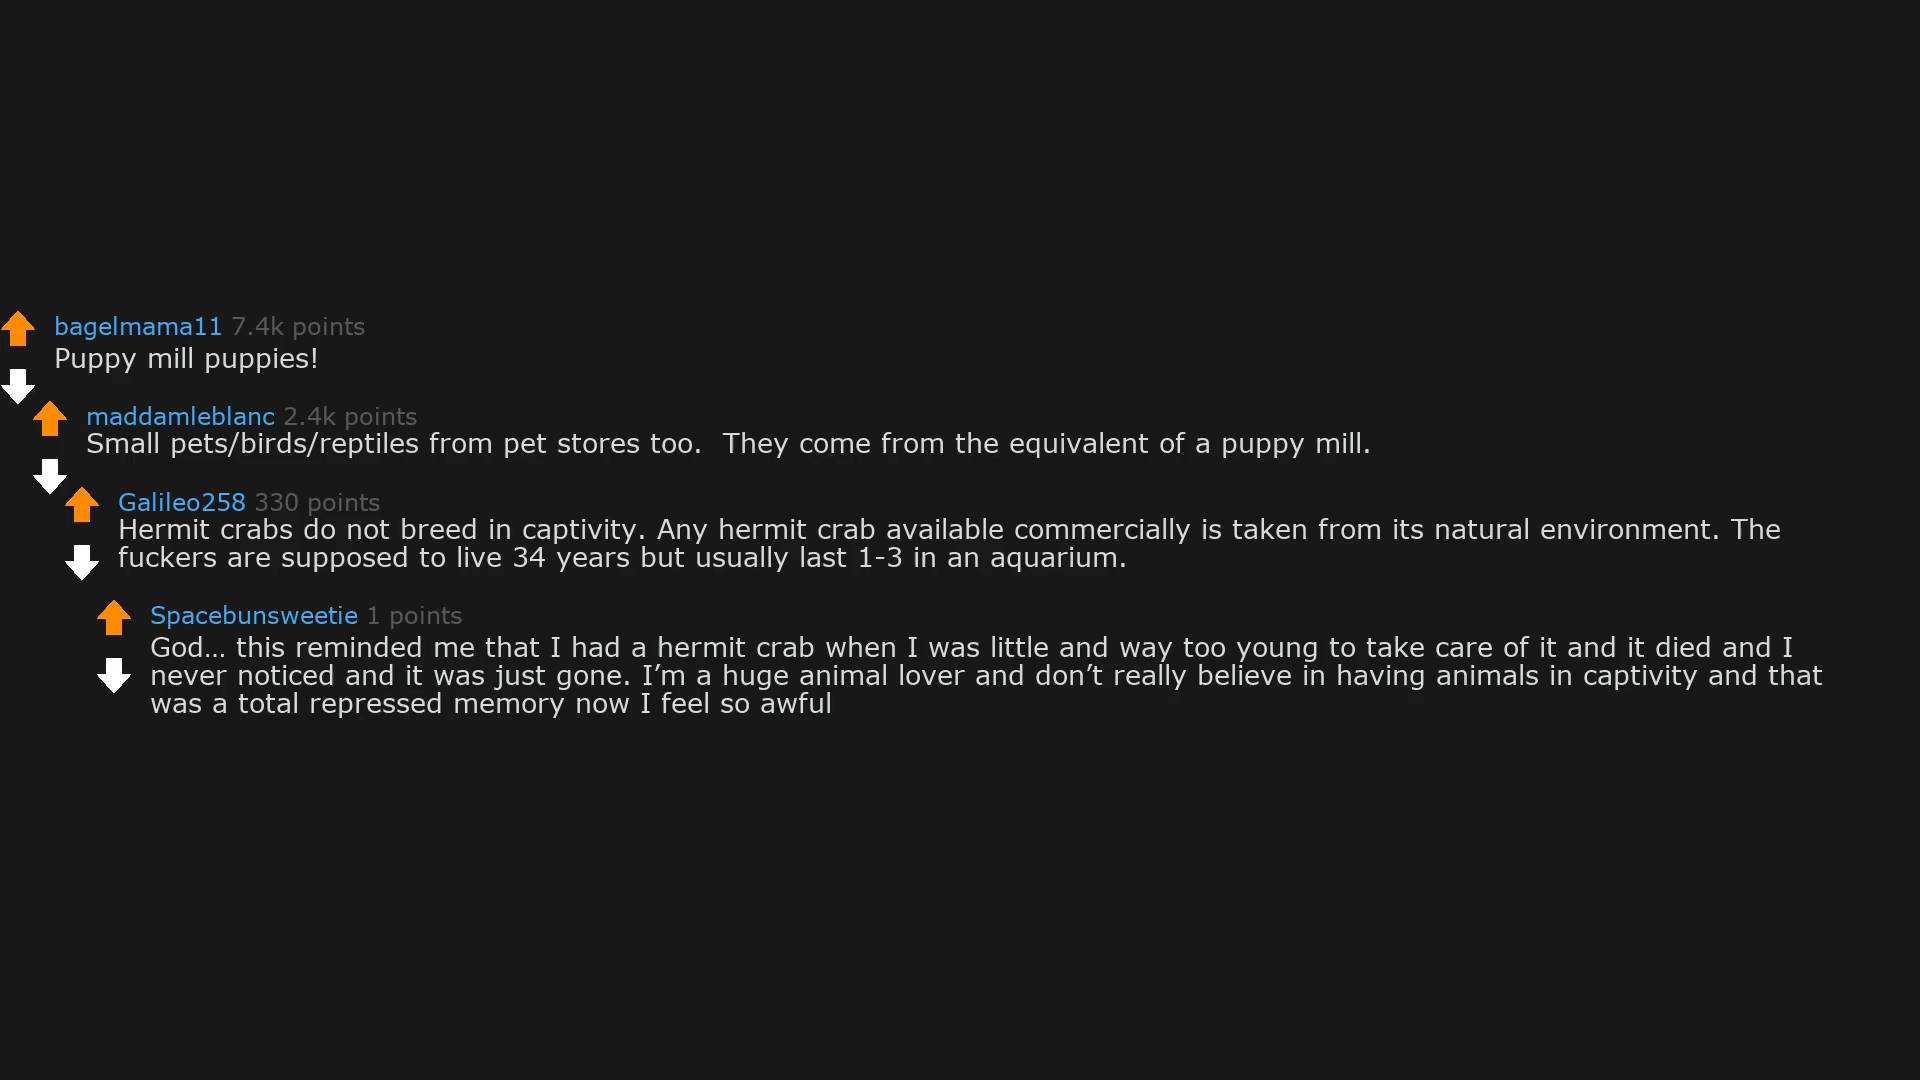 bagelmama11 7.4k points
Puppy mill puppies!
maddamleblanc 2.4k points
Small pets/birds/reptiles from pet stores too.  They come from the equivalent of a puppy mill.
Galileo258 330 points
Hermit crabs do not breed in captivity. Any hermit crab available commercially is taken from its natural environment. The
fuckers are supposed to live 34 years but usually last 1-3 in an aquarium.
Spacebunsweetie 1 points
God… this reminded me that I had a hermit crab when I was little and way too young to take care of it and it died and I
never noticed and it was just gone. I’m a huge animal lover and don’t really believe in having animals in captivity and that
was a total repressed memory now I feel so awful